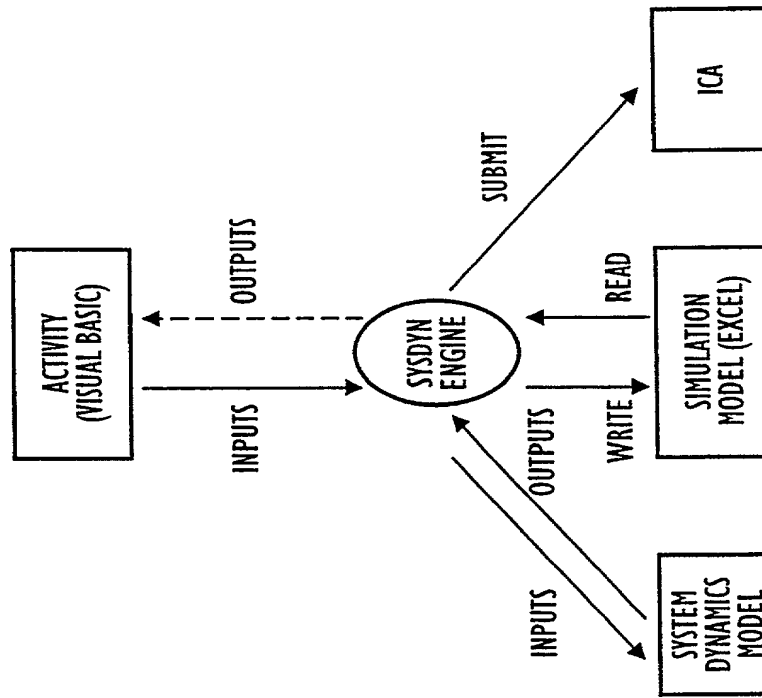 ACTIVITY
(VISUAL BASIC)
INPUTS
OUTPUTS
SYSDYN
ENGINE
INPUTS
OUTPUTS
WRITE
READ
SUBMIT
SYSTEM
DYNAMICS
MODEL
SIMULATION
MODEL (EXCEL)
ICA